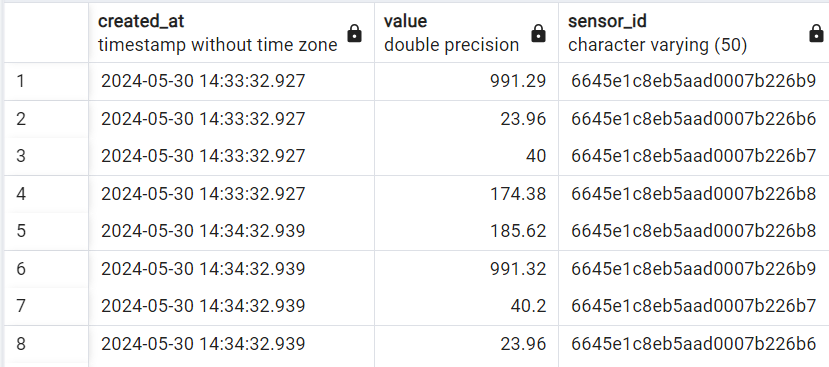 created_at value sensor_id
timestamp without time zone double precision character varying (50)
1 2024-05-30 14:33:32.927 991.29 6645e1c8eb5aad0007b226b9
2 2024-05-30 14:33:32.927 23.96 6645e1c8eb5aad0007b226b6
3 2024-05-30 14:33:32.927 40 6645e1c8eb5aad0007b226b7
4 2024-05-30 14:33:32.927 174.38 6645e1c8eb5aad0007b226b8
5 2024-05-30 14:34:32.939 185.62 6645e1c8eb5aad0007b226b8
6 2024-05-30 14:34:32.939 991.32 6645e1c8eb5aad0007b226b9
7 2024-05-30 14:34:32.939 40.2 6645e1c8eb5aad0007b226b7
8 2024-05-30 14:34:32.939 23.96 6645e1c8eb5aad0007b226b6